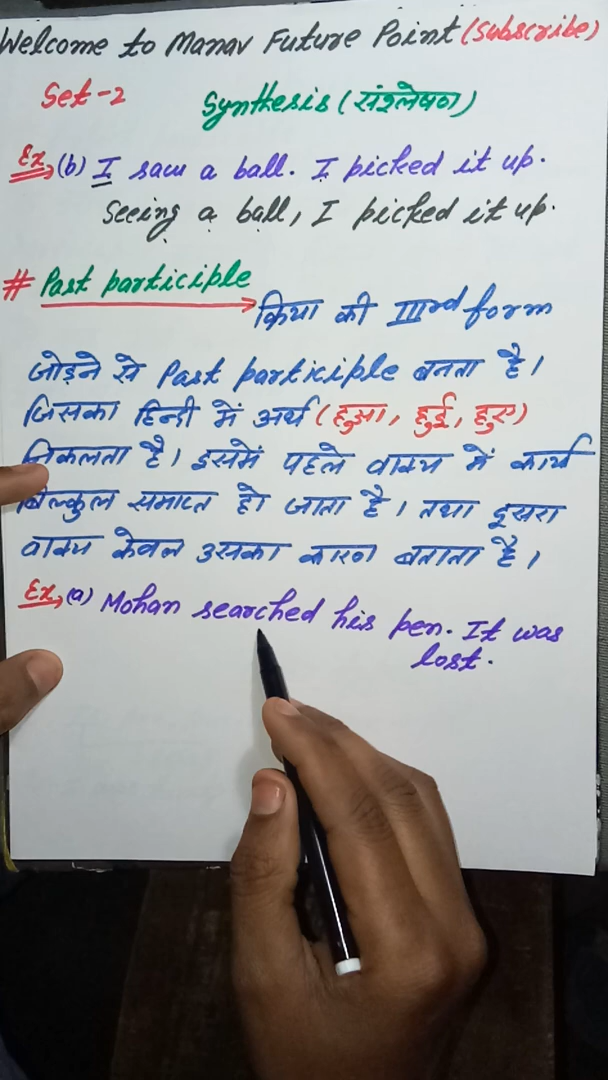 Welcome to Manav Future Point (Subscribe)
Set-2 Synthesis (संश्लेषण)
Ex, (b) I saw a ball. I picked it up.
Seeing a ball, I picked it up.
# Past participle
क्रिया की IIIrd form
जोड़ने से Past participle बनता है।
जिसका हिन्दी में अर्थ (हुआ, हुई, हुए)
निकलता है। इसमें पहले वाक्य में कार्य
बिल्कुल समाप्त हो जाता है। तथा दूसरा
वाक्य केवल उसका कारण बताता है।
Ex, (a) Mohan searched his pen. It was
lost.